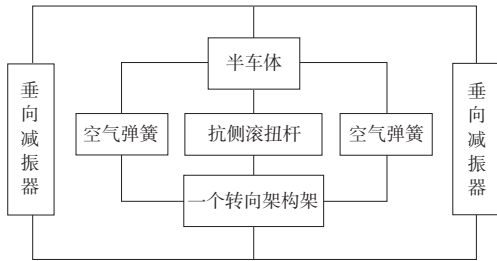 半车体
垂向减振器
空气弹簧
抗侧滚扭杆
空气弹簧
垂向减振器
一个转向架构架